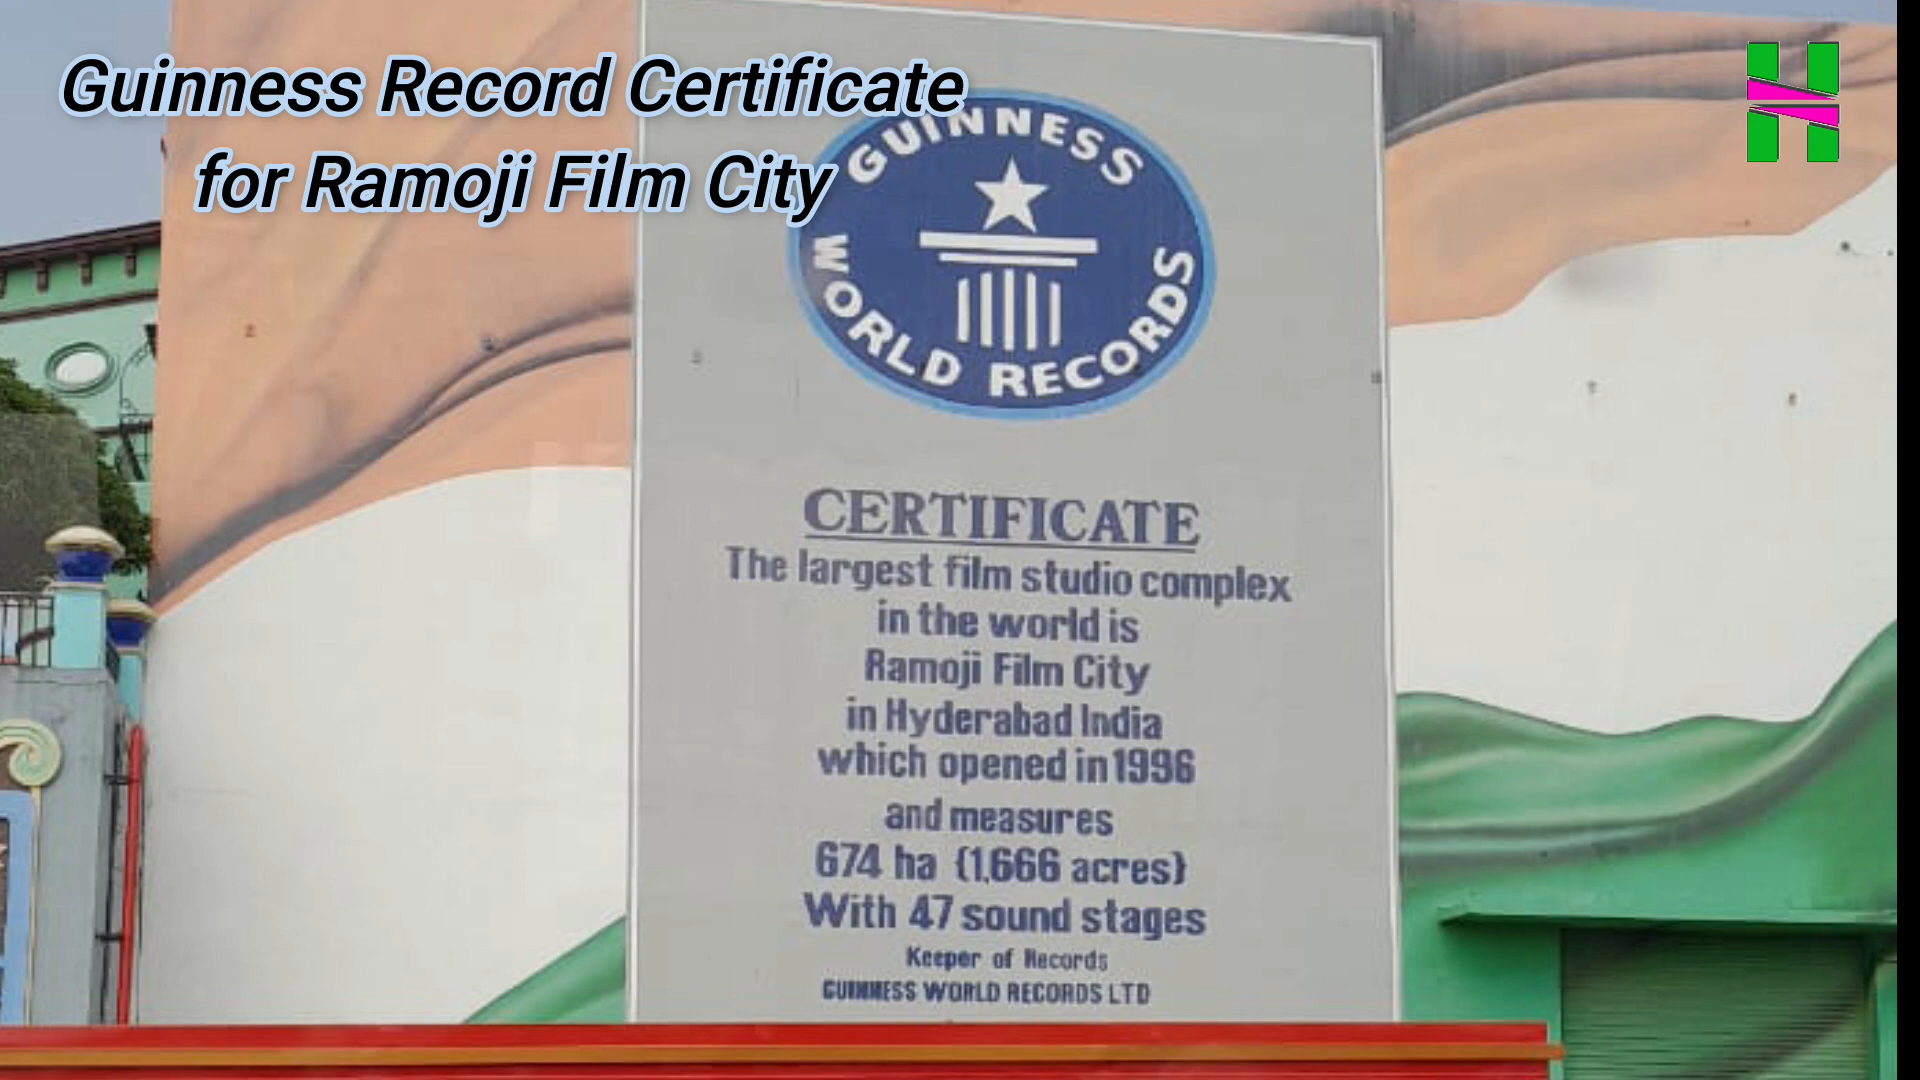 Guinness Record Certificate
for Ramoji Film City
GUINNESS
WORLD RECORDS
CERTIFICATE
The largest film studio complex
in the world is
Ramoji Film City
in Hyderabad India
which opened in 1996
and measures
674 ha {1,666 acres}
With 47 sound stages
Keeper of Records
GUINNESS WORLD RECORDS LTD